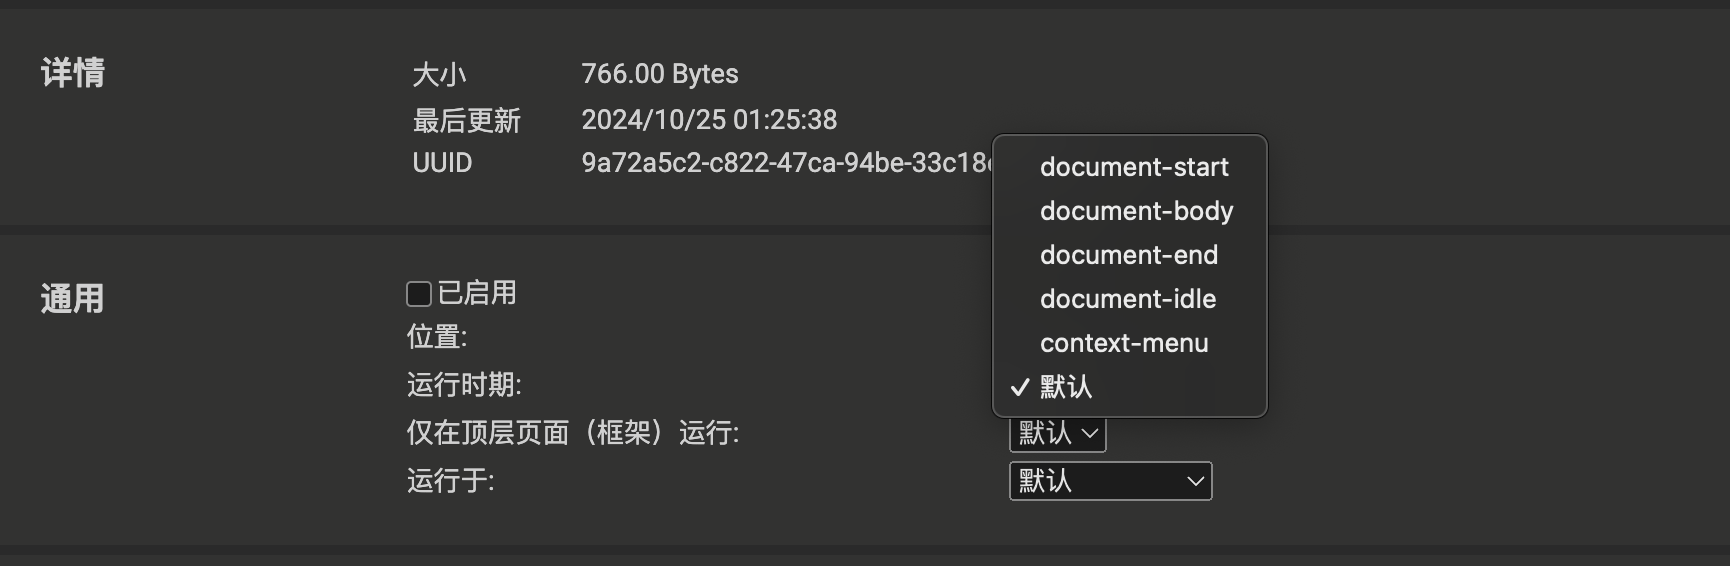 详情
大小 766.00 Bytes
最后更新 2024/10/25 01:25:38
UUID 9a72a5c2-c822-47ca-94be-33c18
document-start
document-body
document-end
document-idle
context-menu
默认
通用
已启用
位置:
运行时期:
仅在顶层页面（框架）运行: 默认
运行于: 默认